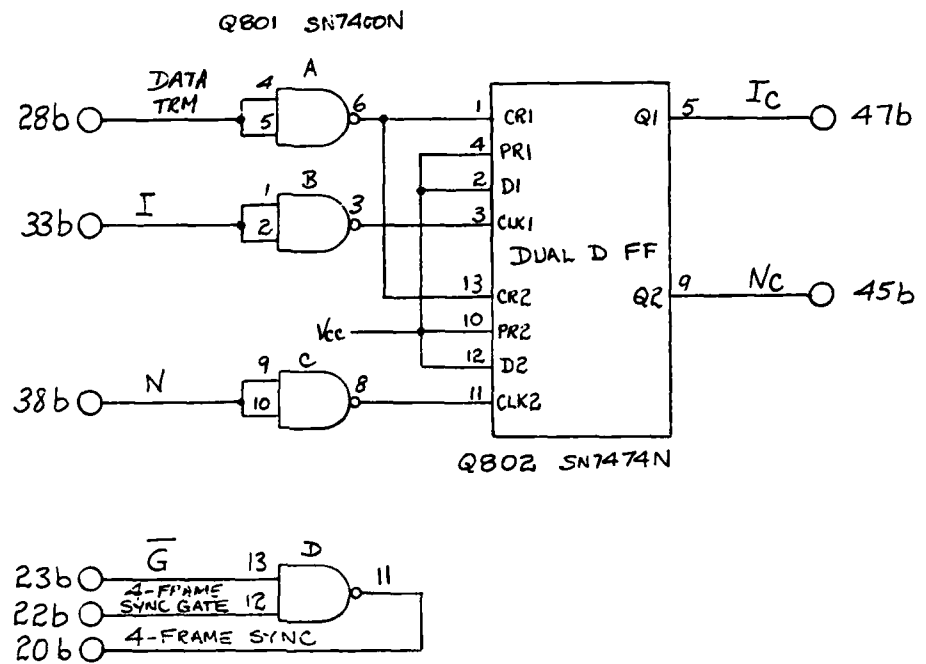 Q801 SN7400N
DATA
TRM
28b
4
5
A
6
33b
I
1
2
B
3
38b
N
9
10
C
8
Vcc
1
CR1
4
PR1
2
D1
3
CLK1
DUAL D FF
13
CR2
10
PR2
12
D2
11
CLK2
Q1
5
Ic
47b
Q2
9
Nc
45b
Q802 SN7474N
23b
G̅
13
D
11
4-FRAME
22b
SYNC GATE
12
20b
4-FRAME SYNC